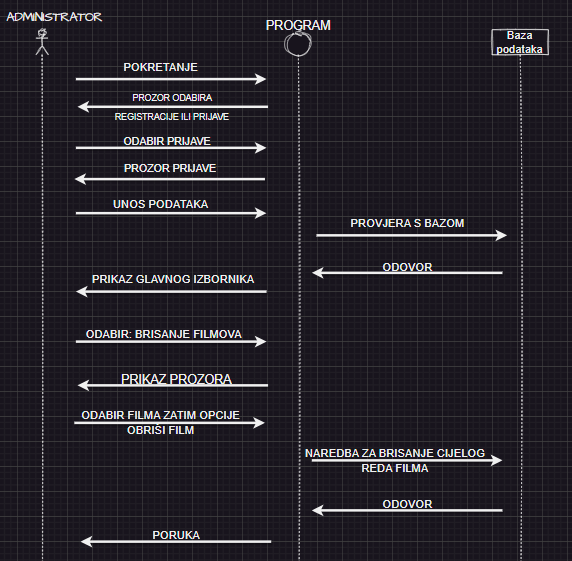 ADMINISTRATOR
PROGRAM
Baza
podataka
POKRETANJE
PROZOR ODABIRA
REGISTRACIJE ILI PRIJAVE
ODABIR PRIJAVE
PROZOR PRIJAVE
UNOS PODATAKA
PROVJERA S BAZOM
ODOVOR
PRIKAZ GLAVNOG IZBORNIKA
ODABIR: BRISANJE FILMOVA
PRIKAZ PROZORA
ODABIR FILMA ZATIM OPCIJE
OBRIŠI FILM
NAREDBA ZA BRISANJE CIJELOG
REDA FILMA
ODOVOR
PORUKA